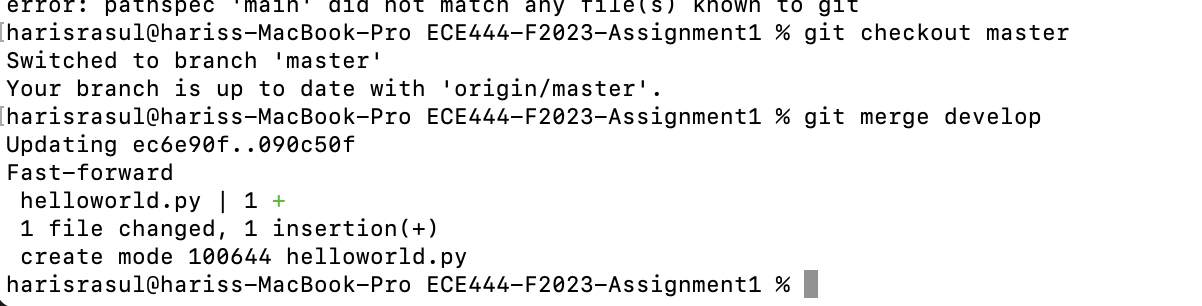 error: pathspec 'main' did not match any file(s) known to git
[harisrasul@hariss-MacBook-Pro ECE444-F2023-Assignment1 % git checkout master
Switched to branch 'master'
Your branch is up to date with 'origin/master'.
[harisrasul@hariss-MacBook-Pro ECE444-F2023-Assignment1 % git merge develop
Updating ec6e90f..090c50f
Fast-forward
 helloworld.py | 1 +
 1 file changed, 1 insertion(+)
 create mode 100644 helloworld.py
harisrasul@hariss-MacBook-Pro ECE444-F2023-Assignment1 %